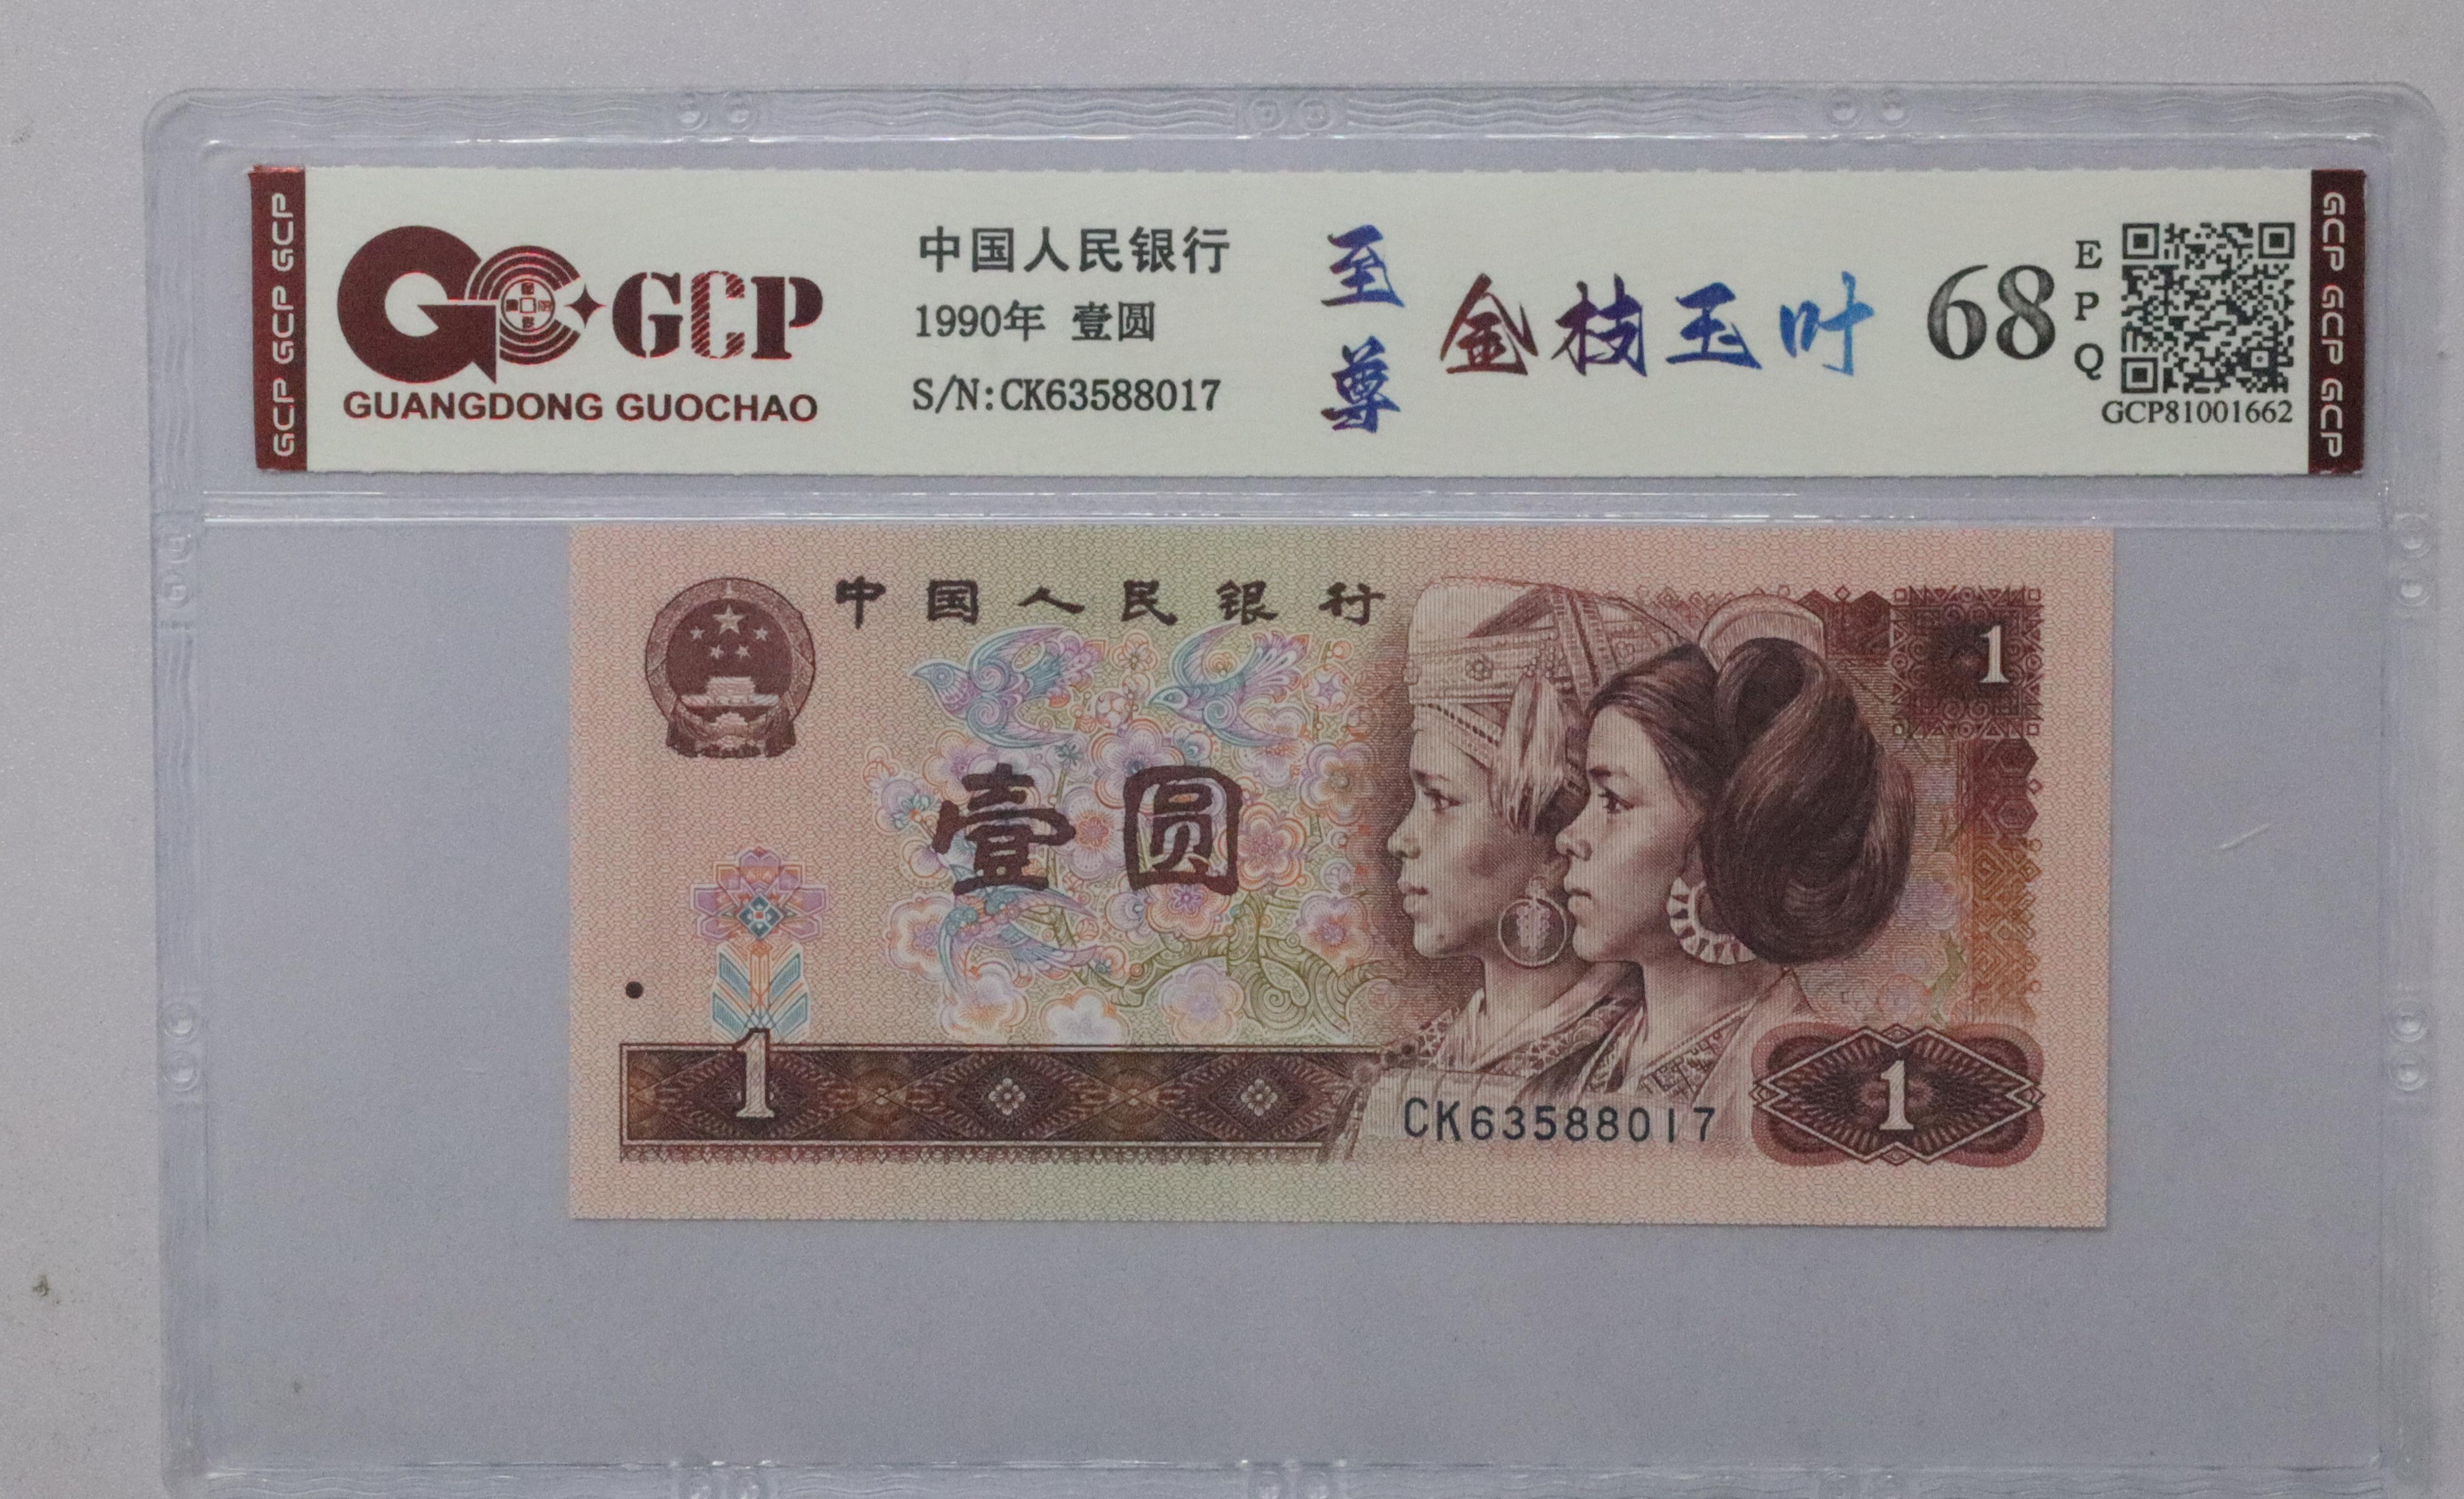 GCP GCP GCP
GCP
GUANGDONG GUOCHAO
中国人民银行
1990年 壹圆
S/N:CK63588017
至尊
金枝玉叶
68
EPQ
GCP81001662
GCP GCP GCP
中国人民银行
1
壹圆
1
CK63588017
1